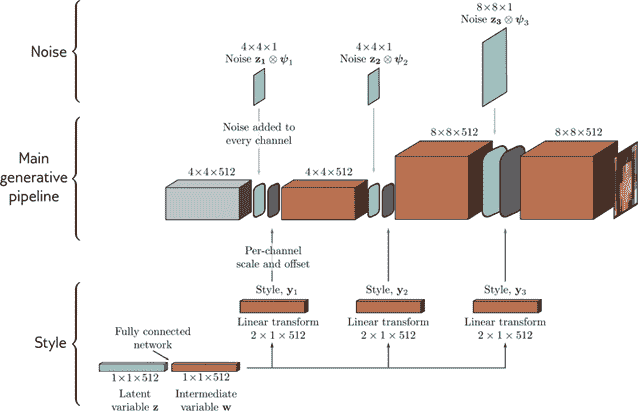 Noise
4×4×1
Noise z₁ ⊗ ψ₁
4×4×1
Noise z₂ ⊗ ψ₂
8×8×1
Noise z₃ ⊗ ψ₃
Main
generative
pipeline
Noise added to
every channel
4×4×512
4×4×512
8×8×512
8×8×512
Per-channel
scale and offset
Style
Style, y₁
Linear transform
2 × 1 × 512
Style, y₂
Linear transform
2 × 1 × 512
Style, y₃
Linear transform
2 × 1 × 512
Fully connected
network
1×1×512
Latent
variable z
1×1×512
Intermediate
variable w